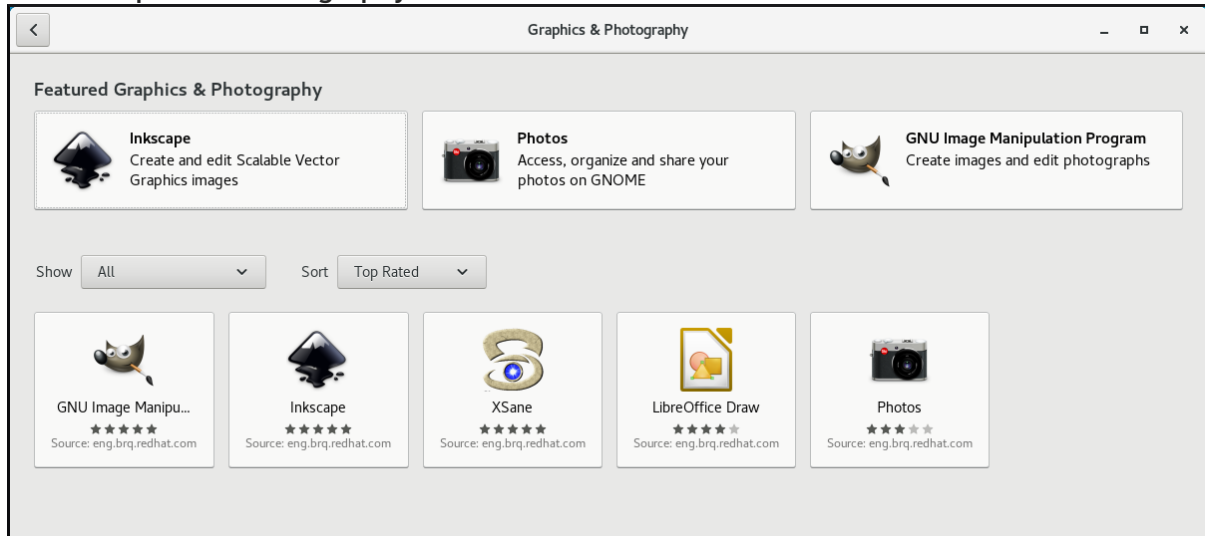 Graphics & Photography
Featured Graphics & Photography
Inkscape
Create and edit Scalable Vector
Graphics images
Photos
Access, organize and share your
photos on GNOME
GNU Image Manipulation Program
Create images and edit photographs
Show All Sort Top Rated
GNU Image Manipu...
Source: eng.brq.redhat.com
Inkscape
Source: eng.brq.redhat.com
XSane
Source: eng.brq.redhat.com
LibreOffice Draw
Source: eng.brq.redhat.com
Photos
Source: eng.brq.redhat.com